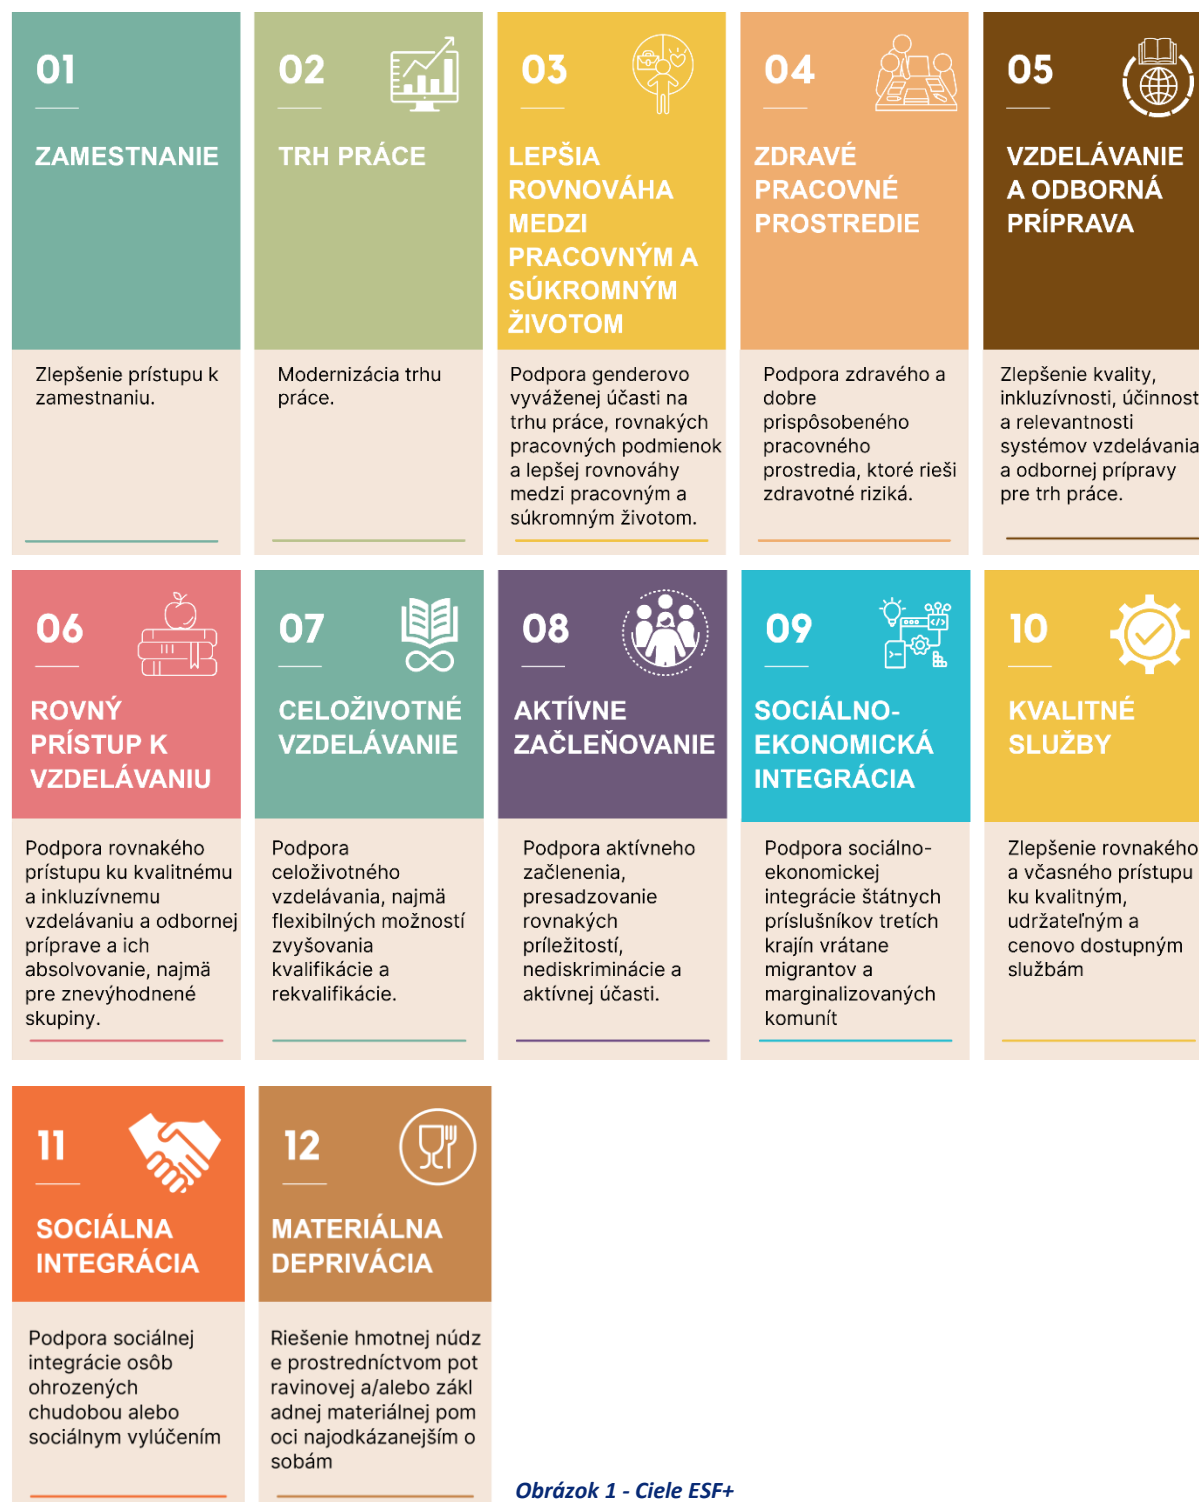 01
ZAMESTNANIE
Zlepšenie prístupu k
zamestnaniu.
02
TRH PRÁCE
Modernizácia trhu
práce.
03
LEPŠIA
ROVNOVÁHA
MEDZI
PRACOVNÝM A
SÚKROMNÝM
ŽIVOTOM
Podpora genderovo
vyváženej účasti na
trhu práce, rovnakých
pracovných podmienok
a lepšej rovnováhy
medzi pracovným a
súkromným životom.
04
ZDRAVÉ
PRACOVNÉ
PROSTREDIE
Podpora zdravého a
dobre
prispôsobeného
pracovného
prostredia, ktoré rieši
zdravotné riziká.
05
VZDELÁVANIE
A ODBORNÁ
PRÍPRAVA
Zlepšenie kvality,
inkluzívnosti, účinnost
a relevantnosti
systémov vzdelávania
a odbornej prípravy
pre trh práce.
06
ROVNÝ
PRÍSTUP K
VZDELÁVANIU
Podpora rovnakého
prístupu ku kvalitnému
a inkluzívnemu
vzdelávaniu a odbornej
príprave a ich
absolvovanie, najmä
pre znevýhodnené
skupiny.
07
CELOŽIVOTNÉ
VZDELÁVANIE
Podpora
celoživotného
vzdelávania, najmä
flexibilných možností
zvyšovania
kvalifikácie a
rekvalifikácie.
08
AKTÍVNE
ZAČLEŇOVANIE
Podpora aktívneho
začlenenia,
presadzovanie
rovnakých
príležitostí,
nediskriminácie a
aktívnej účasti.
09
SOCIÁLNO-
EKONOMICKÁ
INTEGRÁCIA
Podpora sociálno-
ekonomickej
integrácie štátnych
príslušníkov tretích
krajín vrátane
migrantov a
marginalizovaných
komunít
10
KVALITNÉ
SLUŽBY
Zlepšenie rovnakého
a včasného prístupu
ku kvalitným,
udržateľným a
cenovo dostupným
službám
11
SOCIÁLNA
INTEGRÁCIA
Podpora sociálnej
integrácie osôb
ohrozených
chudobou alebo
sociálnym vylúčením
12
MATERIÁLNA
DEPRIVÁCIA
Riešenie hmotnej núdz
e prostredníctvom pot
ravinovej a/alebo zákl
adnej materiálnej pom
oci najodkázanejším o
sobám
Obrázok 1 - Ciele ESF+